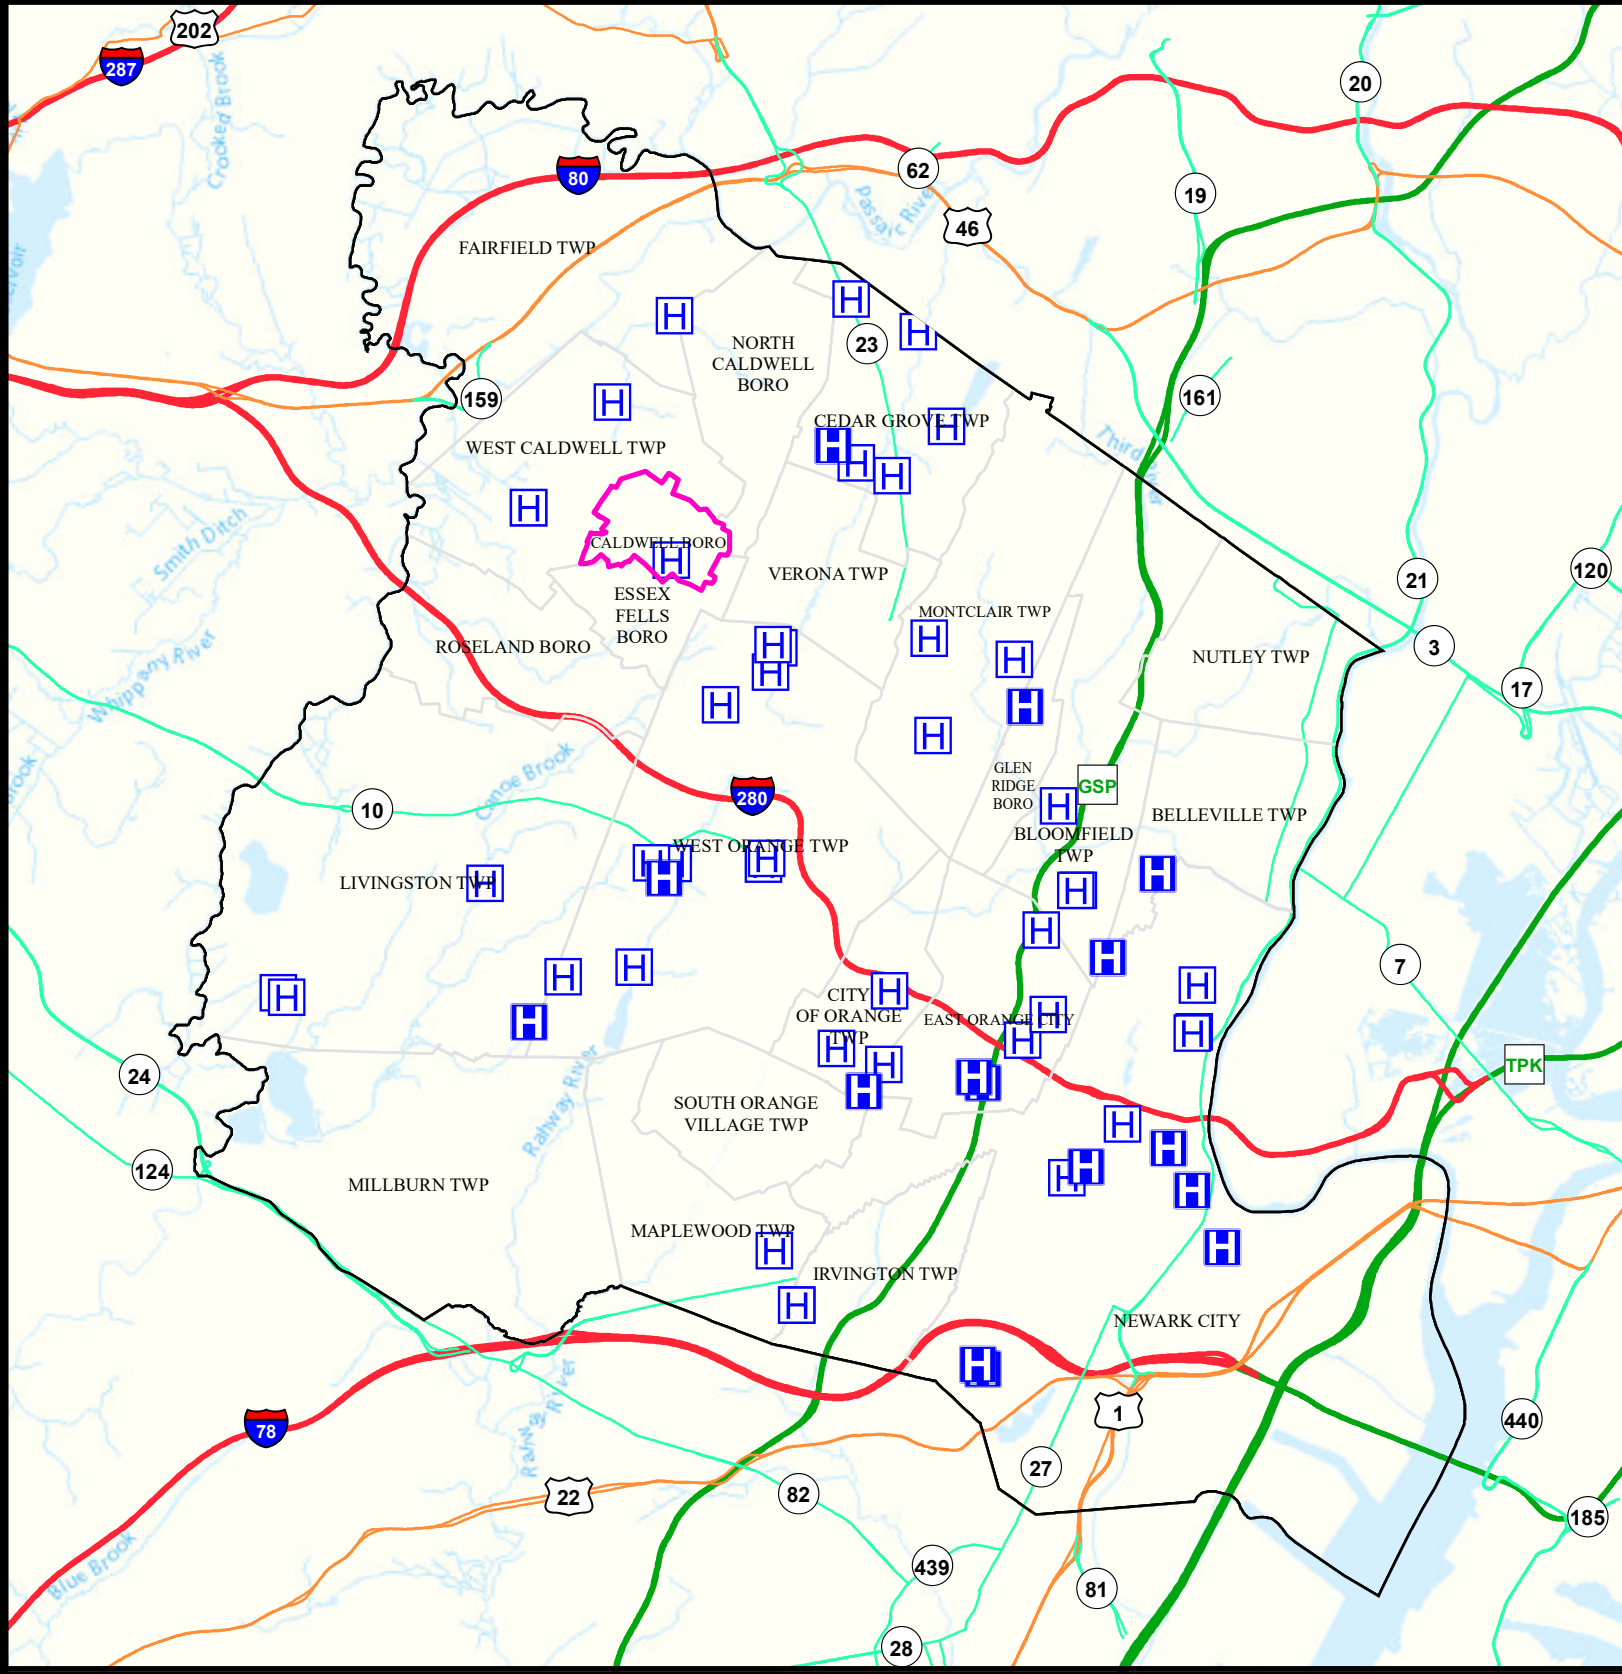 202
287
Crooked Brook
20
80
62
19
Passaic River
46
FAIRFIELD TWP
H
H
H
23
NORTH
CALDWELL
BORO
159
161
H
CEDAR GROVE TWP
H
WEST CALDWELL TWP
H
H
H
Third River
H
Smith Ditch
CALDWELL BORO
H
VERONA TWP
21
120
ESSEX
FELLS
BORO
MONTCLAIR TWP
H
H
ROSELAND BORO
H
H
NUTLEY TWP
3
Whippany River
17
H
H
H
GLEN
RIDGE
BORO
GSP
Canoe Brook
280
10
H
BELLEVILLE TWP
BLOOMFIELD
TWP
WEST ORANGE TWP
H
H
H
H
LIVINGSTON TWP
H
H
H
H
H
7
H
H
H
H
H
CITY
OF ORANGE
TWP
H
EAST ORANGE CITY
H
H
H
H
H
H
24
TPK
H
H
SOUTH ORANGE
VILLAGE TWP
Rahway River
H
H
124
H
H
MILLBURN TWP
H
MAPLEWOOD TWP
H
H
IRVINGTON TWP
H
NEWARK CITY
H
1
78
440
27
22
82
185
Blue Brook
439
81
28